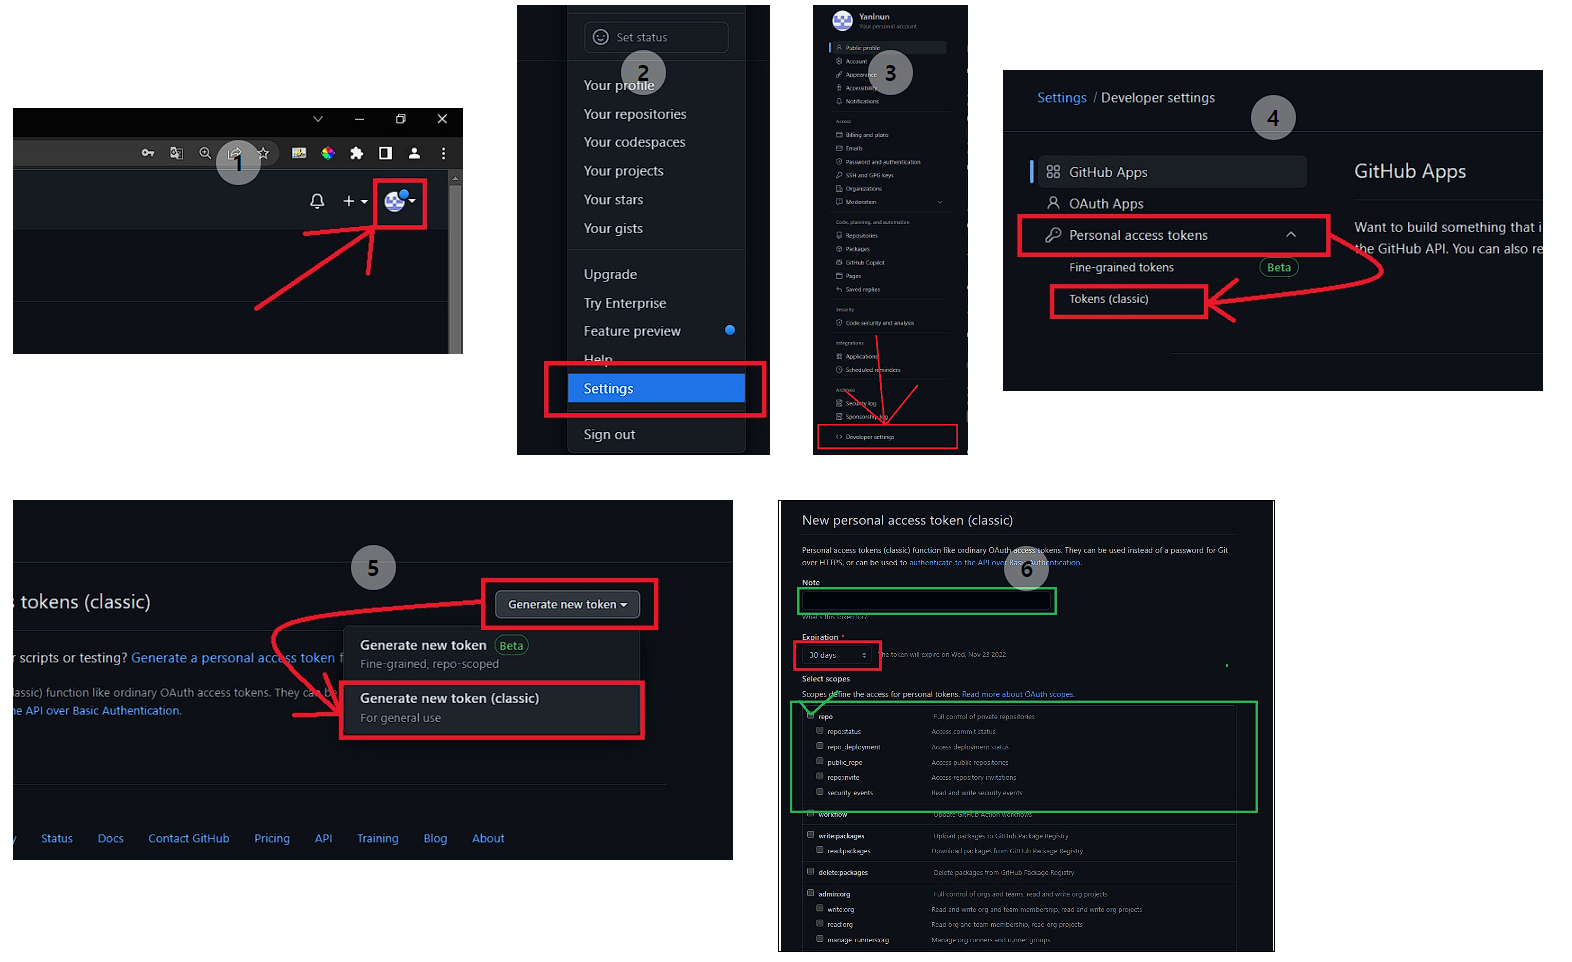 1
2
Set status
Your profile
Your repositories
Your codespaces
Your projects
Your stars
Your gists
Upgrade
Try Enterprise
Feature preview
Help
Settings
Sign out
3
YanInun
Your personal account
Public profile
Account
Appearance
Accessibility
Notifications
Access
Billing and plans
Emails
Password and authentication
SSH and GPG keys
Organizations
Moderation
Code, planning, and automation
Repositories
Packages
GitHub Copilot
Pages
Saved replies
Security
Code security and analysis
Integrations
Applications
Scheduled reminders
Archives
Security log
Sponsorship log
Developer settings
4
Settings / Developer settings
GitHub Apps
OAuth Apps
Personal access tokens
Fine-grained tokens Beta
Tokens (classic)
GitHub Apps
Want to build something that i
the GitHub API. You can also re
5
s tokens (classic)
Generate new token
Generate new token Beta
Fine-grained, repo-scoped
Generate new token (classic)
For general use
r scripts or testing? Generate a personal access token f
lassic) function like ordinary OAuth access tokens. They can be
he API over Basic Authentication.
y Status Docs Contact GitHub Pricing API Training Blog About
6
New personal access token (classic)
Personal access tokens (classic) function like ordinary OAuth access tokens. They can be used instead of a password for Git
over HTTPS, or can be used to authenticate to the API over Basic Authentication.
Note
What's this token for?
Expiration *
30 days The token will expire on Wed, Nov 23 2022
Select scopes
Scopes define the access for personal tokens. Read more about OAuth scopes.
repo Full control of private repositories
repo:status Access commit status
repo_deployment Access deployment status
public_repo Access public repositories
repo:invite Access repository invitations
security_events Read and write security events
workflow Update GitHub Action workflows
write:packages Upload packages to GitHub Package Registry
read:packages Download packages from GitHub Package Registry
delete:packages Delete packages from GitHub Package Registry
admin:org Full control of orgs and teams, read and write org projects
write:org Read and write org and team membership, read and write org projects
read:org Read org and team membership, read org projects
manage_runners:org Manage org runners and runner groups